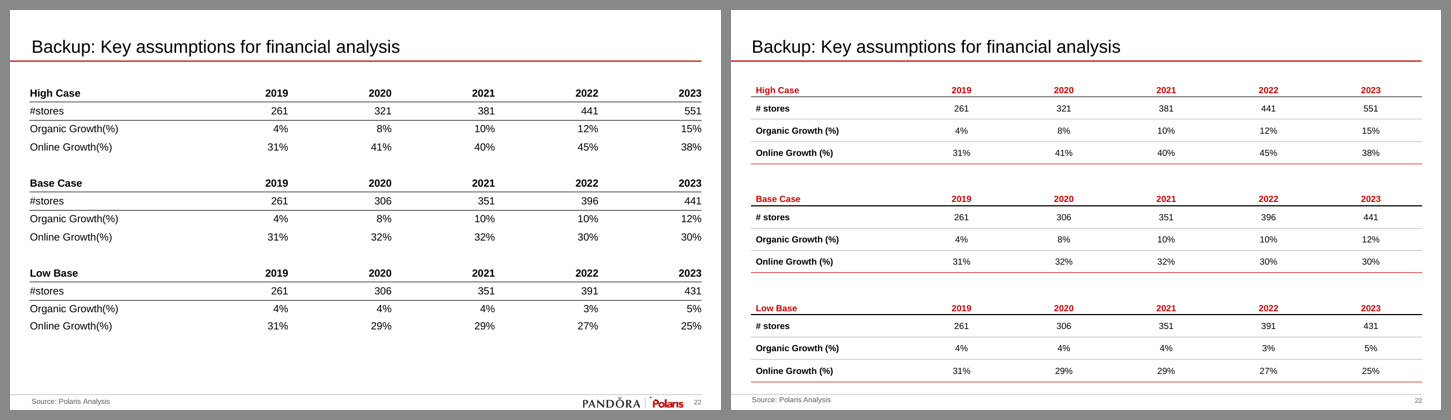 Backup: Key assumptions for financial analysis
High Case 2019 2020 2021 2022 2023
#stores 261 321 381 441 551
Organic Growth(%) 4% 8% 10% 12% 15%
Online Growth(%) 31% 41% 40% 45% 38%
Base Case 2019 2020 2021 2022 2023
#stores 261 306 351 396 441
Organic Growth(%) 4% 8% 10% 10% 12%
Online Growth(%) 31% 32% 32% 30% 30%
Low Base 2019 2020 2021 2022 2023
#stores 261 306 351 391 431
Organic Growth(%) 4% 4% 4% 3% 5%
Online Growth(%) 31% 29% 29% 27% 25%
Source: Polaris Analysis PANDÖRA Polaris 22
Backup: Key assumptions for financial analysis
High Case 2019 2020 2021 2022 2023
# stores 261 321 381 441 551
Organic Growth (%) 4% 8% 10% 12% 15%
Online Growth (%) 31% 41% 40% 45% 38%
Base Case 2019 2020 2021 2022 2023
# stores 261 306 351 396 441
Organic Growth (%) 4% 8% 10% 10% 12%
Online Growth (%) 31% 32% 32% 30% 30%
Low Base 2019 2020 2021 2022 2023
# stores 261 306 351 391 431
Organic Growth (%) 4% 4% 4% 3% 5%
Online Growth (%) 31% 29% 29% 27% 25%
Source: Polaris Analysis 22